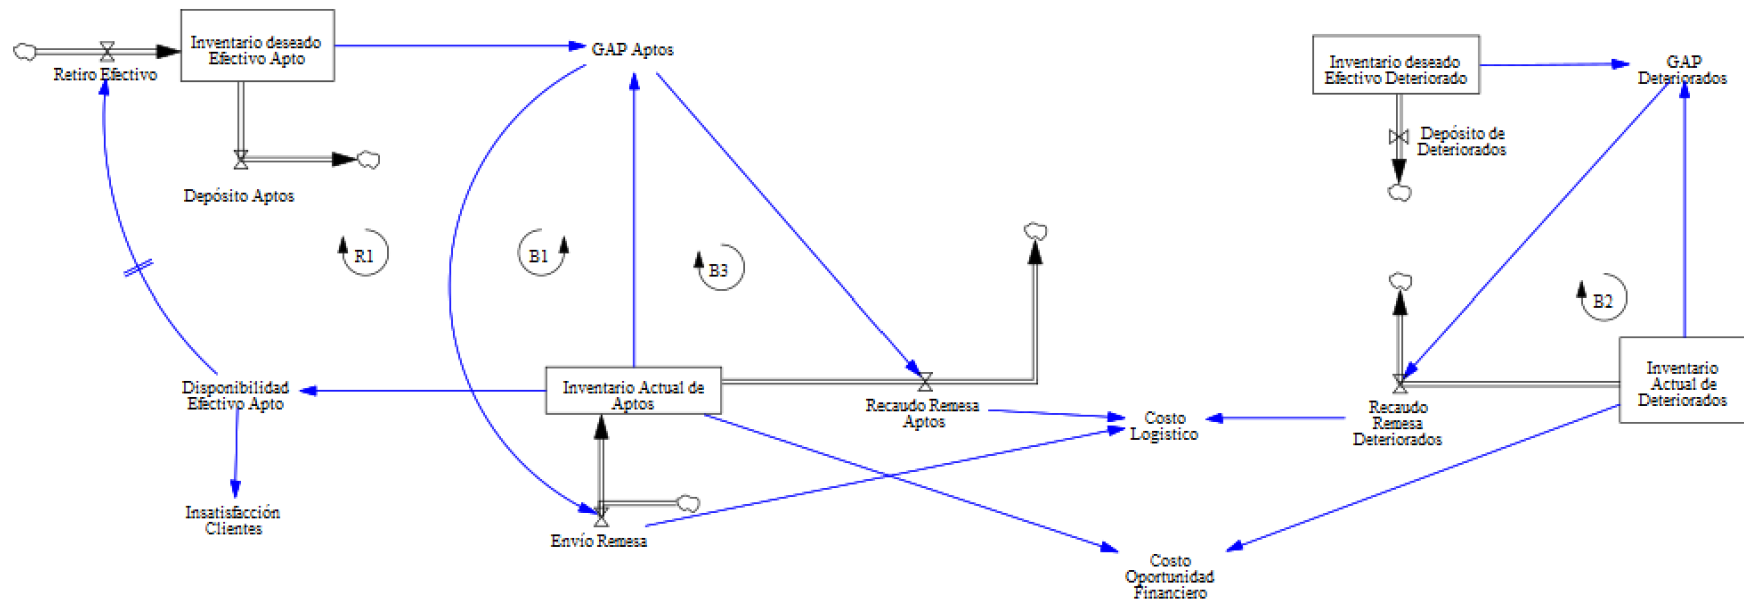 Inventario deseado
Efectivo Apto
GAP Aptos
Retiro Efectivo
Inventario deseado
Efectivo Deteriorado
GAP
Deteriorados
Depósito de
Deteriorados
Depósito Aptos
R1
B1
B3
B2
Disponibilidad
Efectivo Apto
Inventario Actual de
Aptos
Recaudo Remesa
Aptos
Costo
Logístico
Recaudo
Remesa
Deteriorados
Inventario
Actual de
Deteriorados
Insatisfacción
Clientes
Envío Remesa
Costo
Oportunidad
Financiero